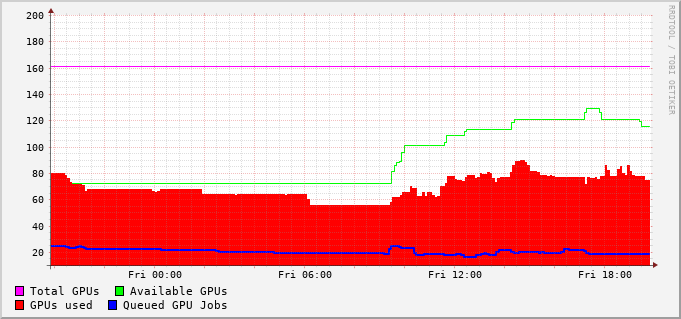 200
180
160
140
120
100
80
60
40
20
Fri 00:00 Fri 06:00 Fri 12:00 Fri 18:00
Total GPUs Available GPUs
GPUs used Queued GPU Jobs
RRDTOOL / TOBI OETIKER